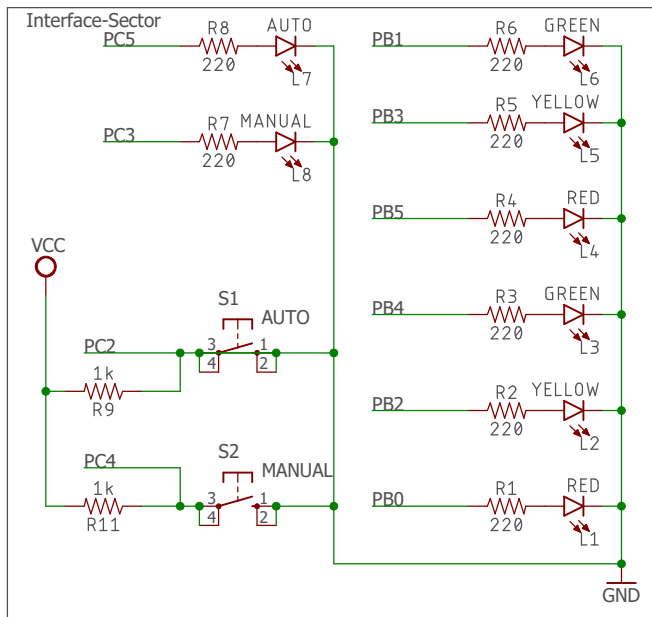 Interface-Sector
PC5
R8
220
AUTO
L7
PC3
R7
220
MANUAL
L8
VCC
S1
AUTO
PC2
3
1
4
2
1k
R9
S2
MANUAL
PC4
3
1
4
2
1k
R11
PB1
R6
220
GREEN
L6
PB3
R5
220
YELLOW
L5
PB5
R4
220
RED
L4
PB4
R3
220
GREEN
L3
PB2
R2
220
YELLOW
L2
PB0
R1
220
RED
L1
GND